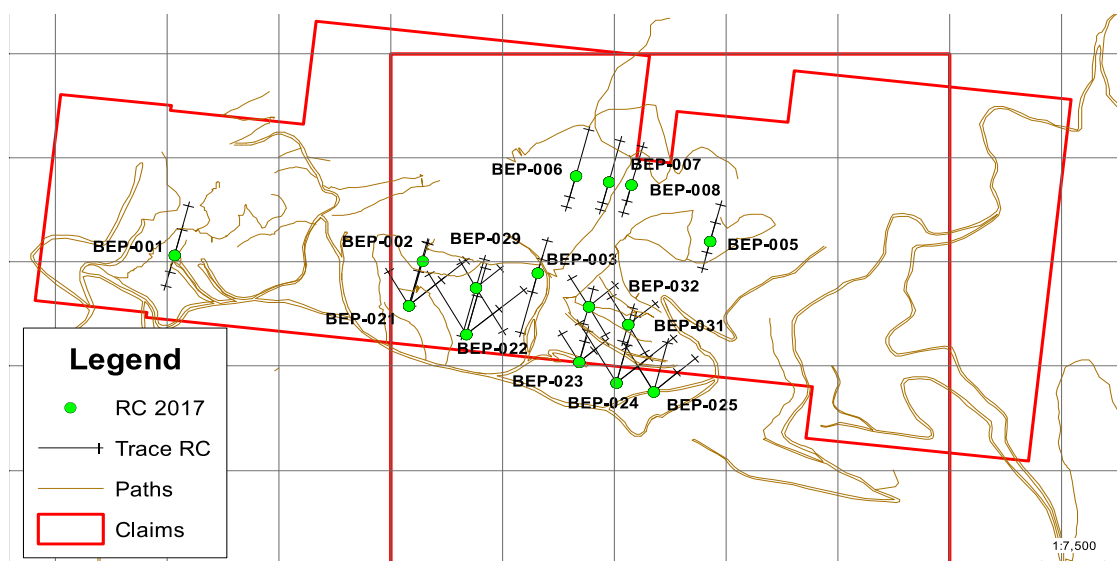 BEP-006
BEP-007
BEP-008
BEP-001
BEP-002
BEP-029
BEP-003
BEP-005
BEP-021
BEP-022
BEP-032
BEP-031
BEP-023
BEP-024
BEP-025
Legend
RC 2017
Trace RC
Paths
Claims
1:7,500